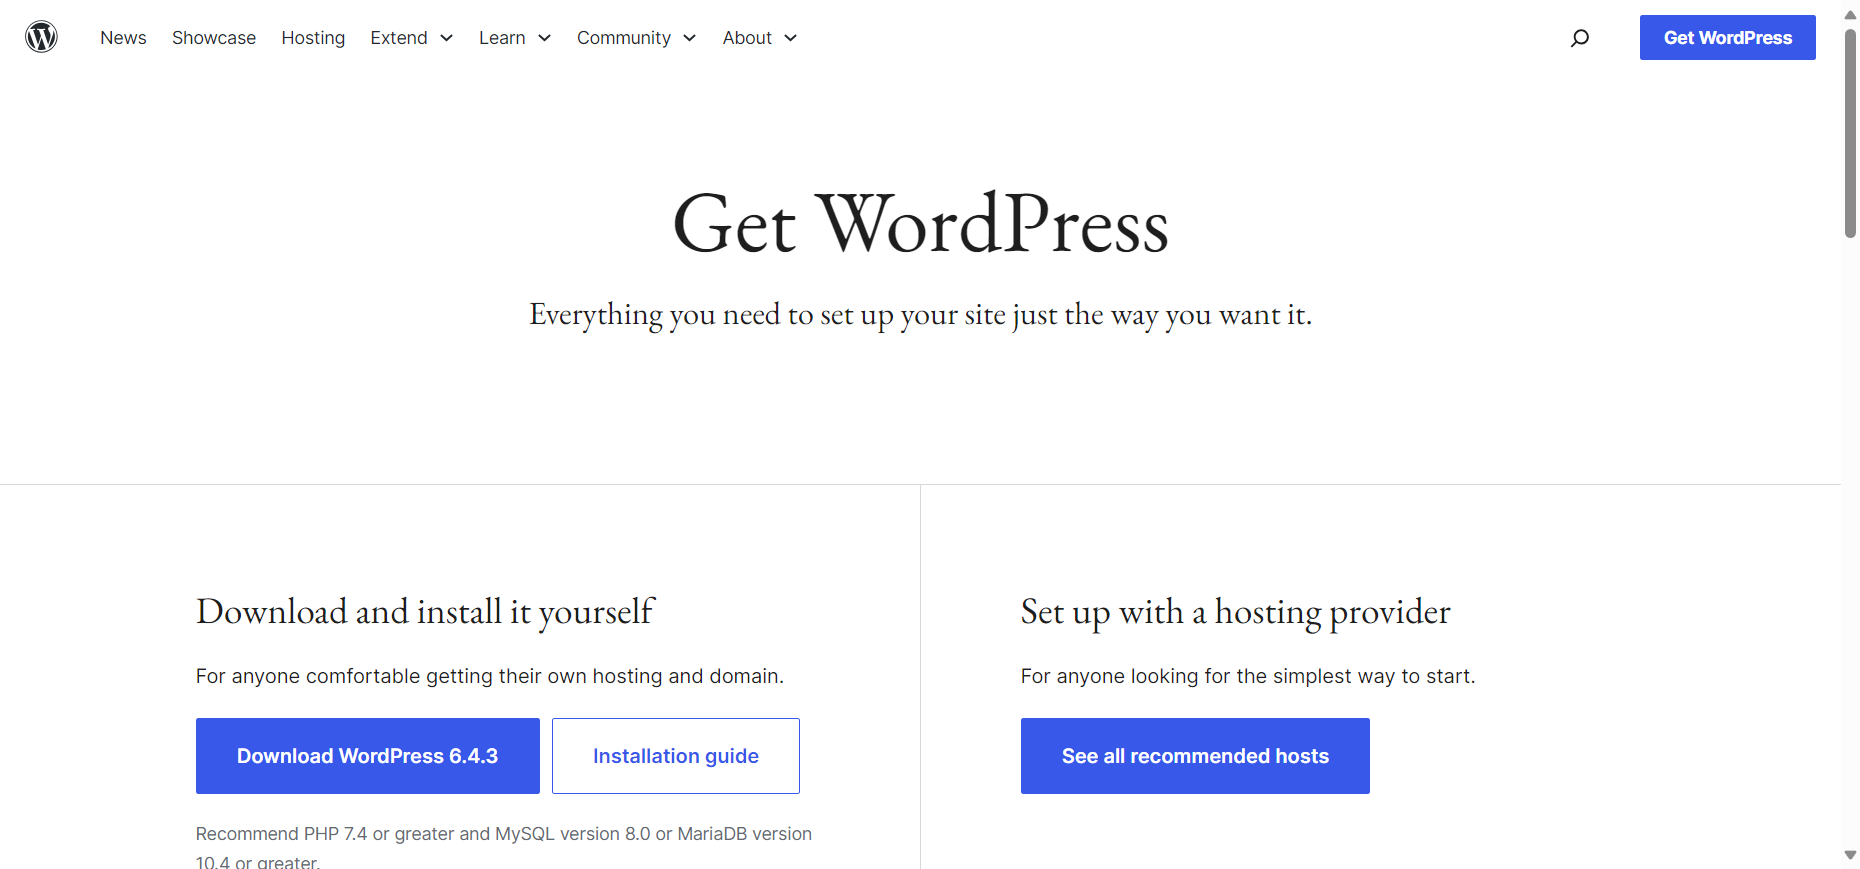 News Showcase Hosting Extend Learn Community About Get WordPress
Get WordPress
Everything you need to set up your site just the way you want it.
Download and install it yourself
For anyone comfortable getting their own hosting and domain.
Download WordPress 6.4.3 Installation guide
Recommend PHP 7.4 or greater and MySQL version 8.0 or MariaDB version
10.4 or greater.
Set up with a hosting provider
For anyone looking for the simplest way to start.
See all recommended hosts